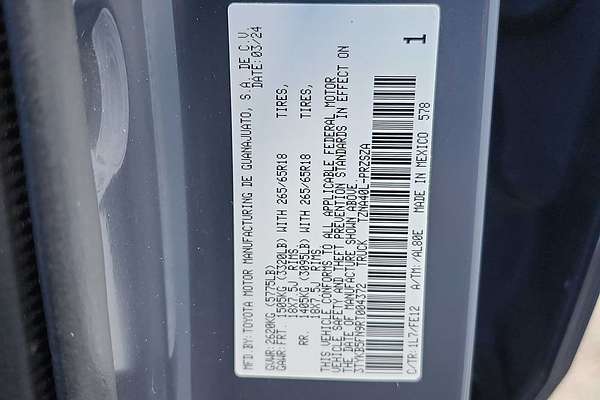 MFD.BY:TOYOTA MOTOR MANUFACTURING DE GUANAJUATO, S.A. DE C.V.
DATE: 03/24
GVWR:2620KG (5775LB)
GAWR:FRT. 1505KG (3320LB) WITH 265/65R18 TIRES,
18X7.5J RIMS,
RR. 1405KG (3095LB) WITH 265/65R18 TIRES,
18X7.5J RIMS.
THIS VEHICLE CONFORMS TO ALL APPLICABLE FEDERAL MOTOR
VEHICLE SAFETY AND THEFT PREVENTION STANDARDS IN EFFECT ON
THE DATE OF MANUFACTURE SHOWN ABOVE.
3TYKB5FN9RT004372 TRUCK TZNA40L-PRZSZA
C/TR: 1L7/FE12 A/TM: /AL80E MADE IN MEXICO 578
1